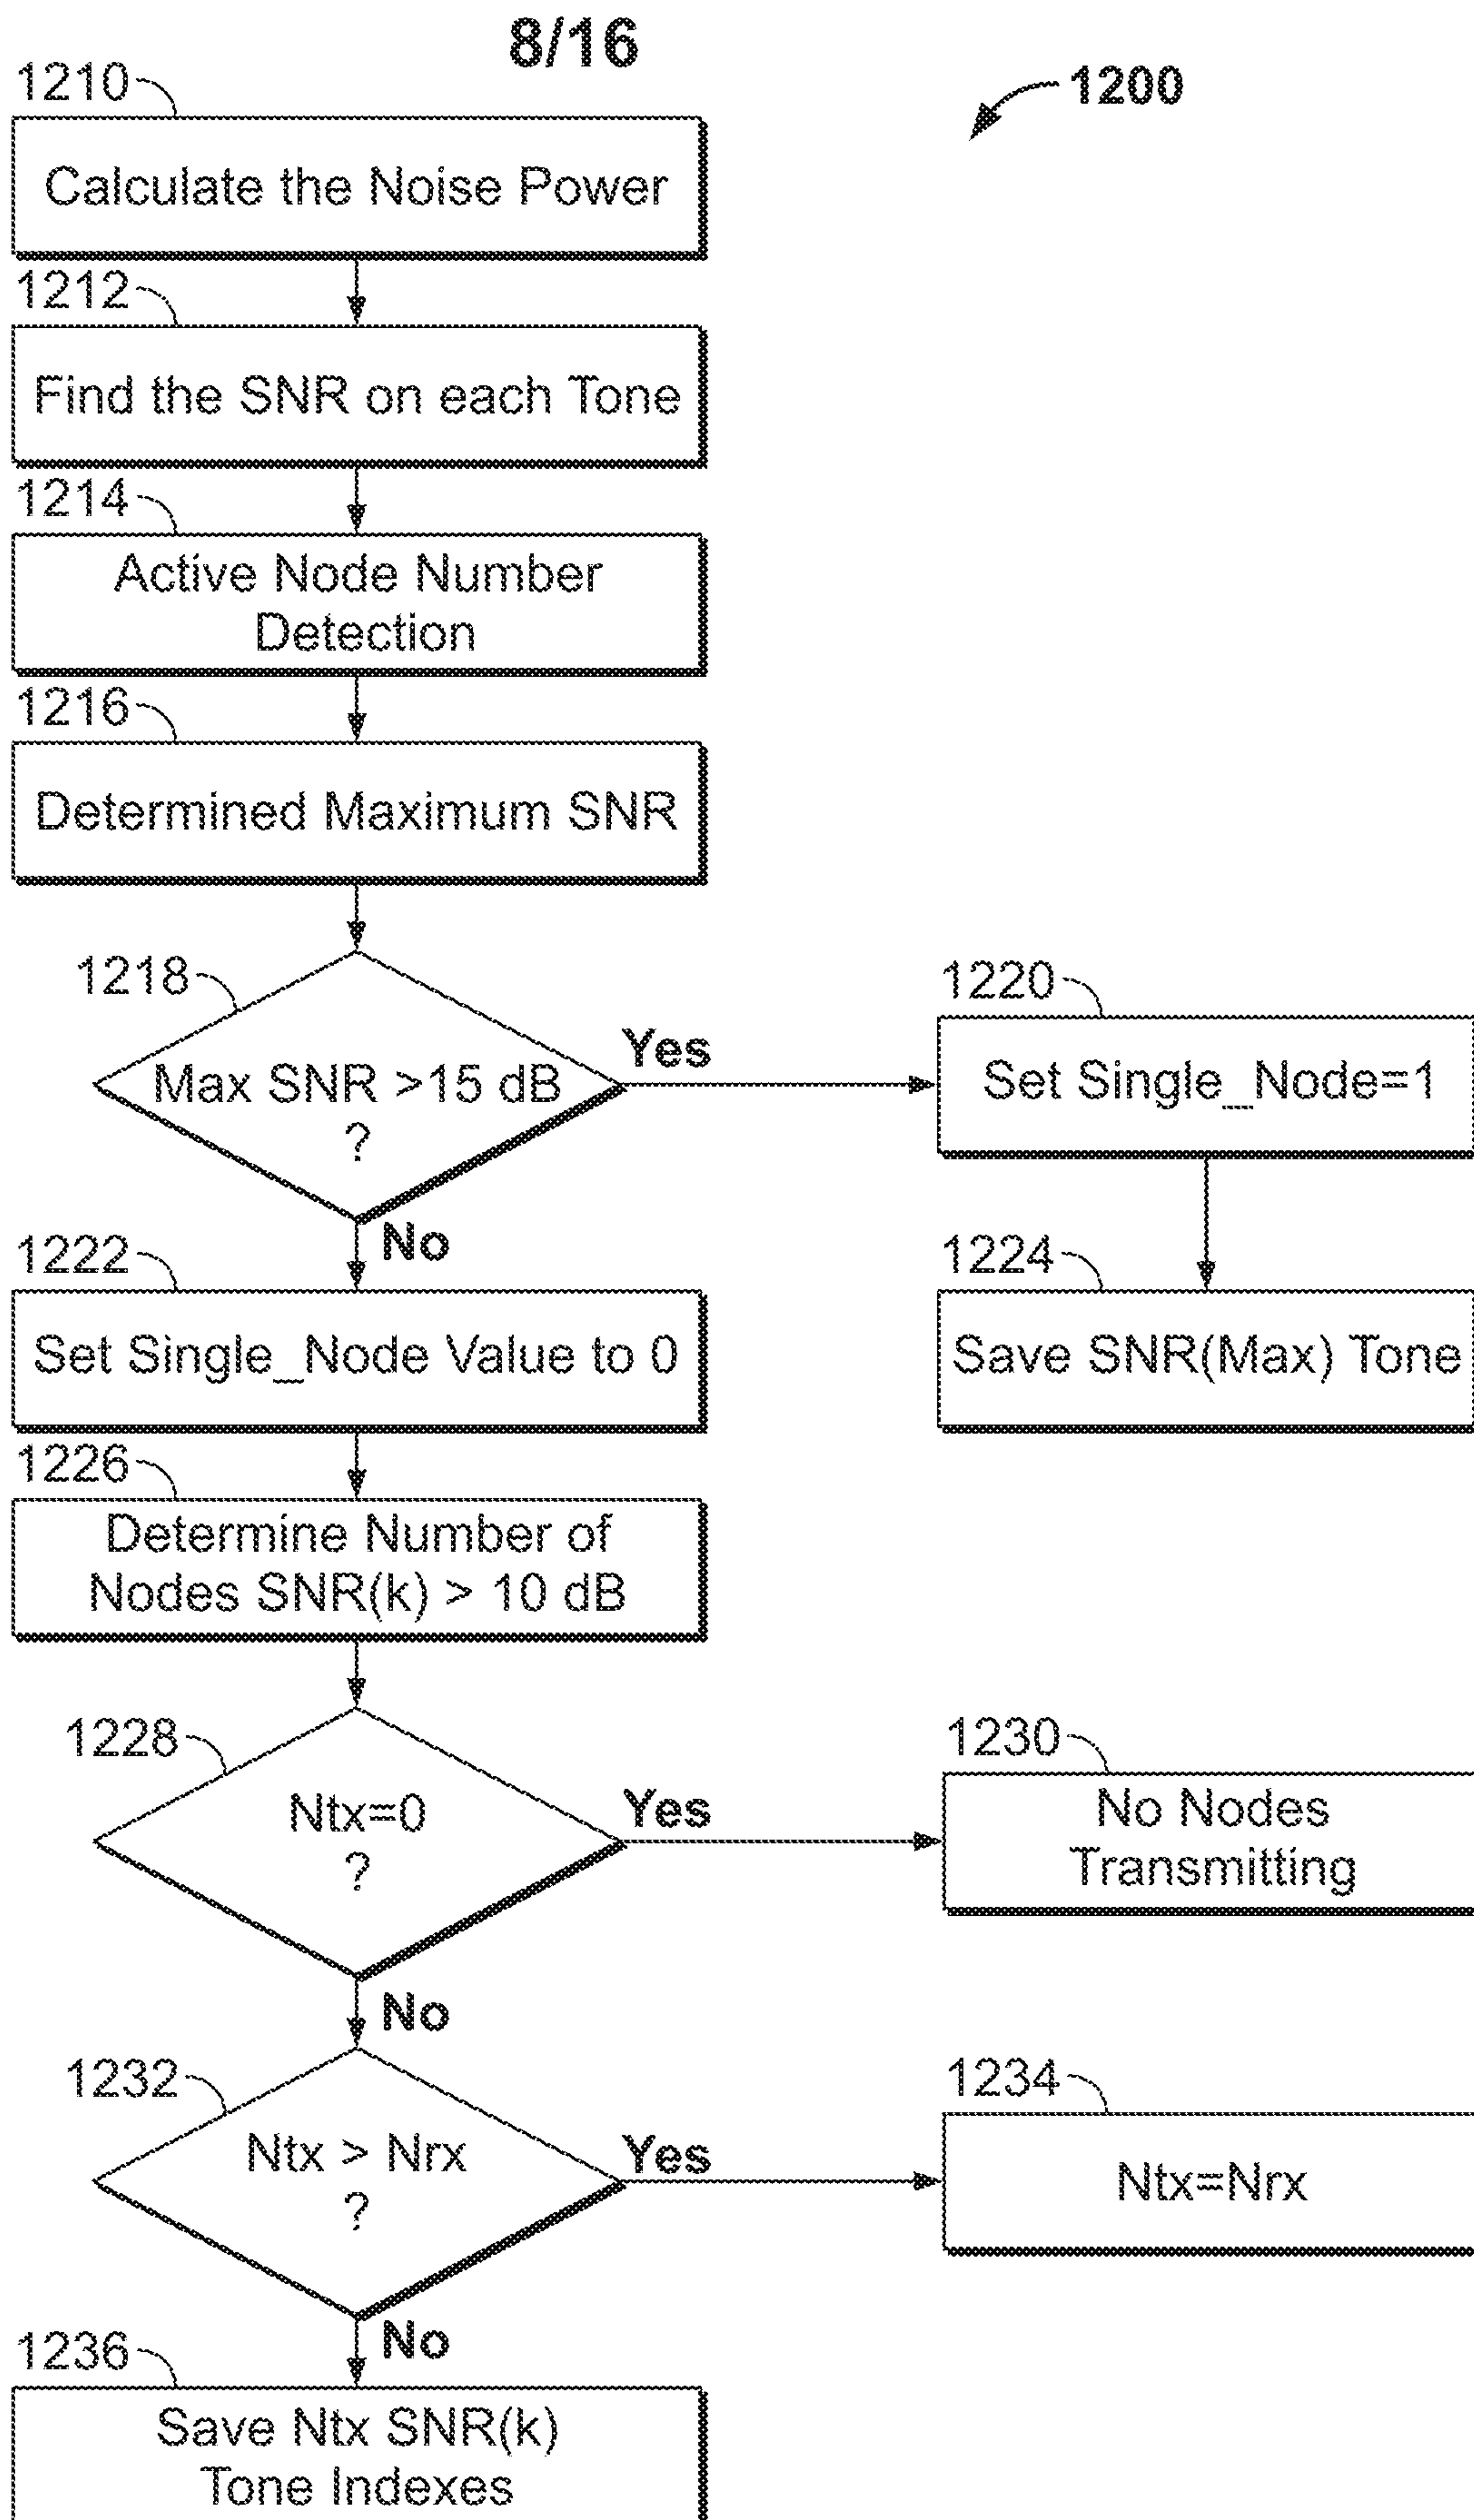 8/16
1200
1210
Calculate the Noise Power
1212
Find the SNR on each Tone
1214
Active Node Number
Detection
1216
Determined Maximum SNR
1218
Max SNR >15 dB
?
Yes
No
1220
Set Single_Node=1
1222
Set Single_Node Value to 0
1224
Save SNR(Max) Tone
1226
Determine Number of
Nodes SNR(k) > 10 dB
1228
Ntx=0
?
Yes
No
1230
No Nodes
Transmitting
1232
Ntx > Nrx
?
Yes
No
1234
Ntx=Nrx
1236
Save Ntx SNR(k)
Tone Indexes